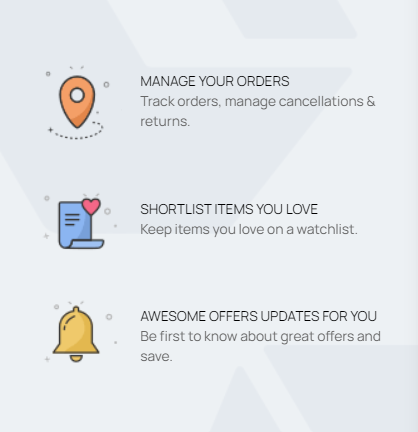 MANAGE YOUR ORDERS
Track orders, manage cancellations &
returns.
SHORTLIST ITEMS YOU LOVE
Keep items you love on a watchlist.
AWESOME OFFERS UPDATES FOR YOU
Be first to know about great offers and
save.